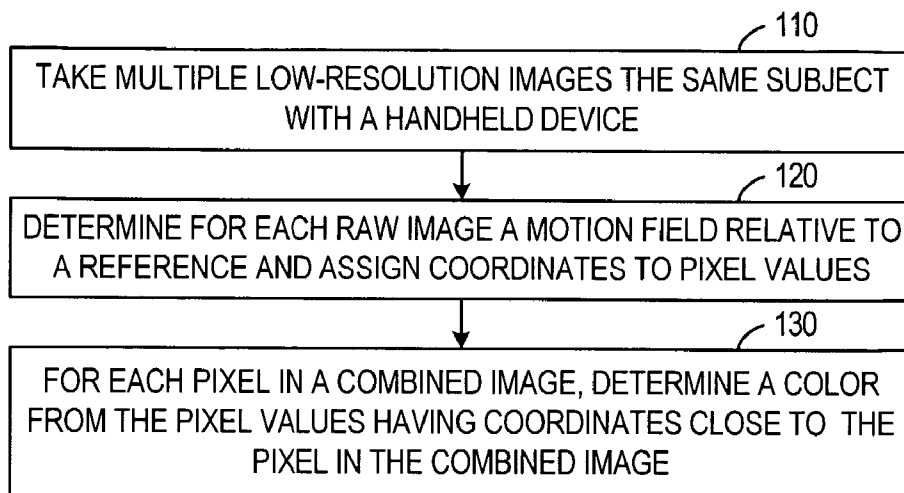 110
TAKE MULTIPLE LOW-RESOLUTION IMAGES THE SAME SUBJECT
WITH A HANDHELD DEVICE
120
DETERMINE FOR EACH RAW IMAGE A MOTION FIELD RELATIVE TO
A REFERENCE AND ASSIGN COORDINATES TO PIXEL VALUES
130
FOR EACH PIXEL IN A COMBINED IMAGE, DETERMINE A COLOR
FROM THE PIXEL VALUES HAVING COORDINATES CLOSE TO THE
PIXEL IN THE COMBINED IMAGE